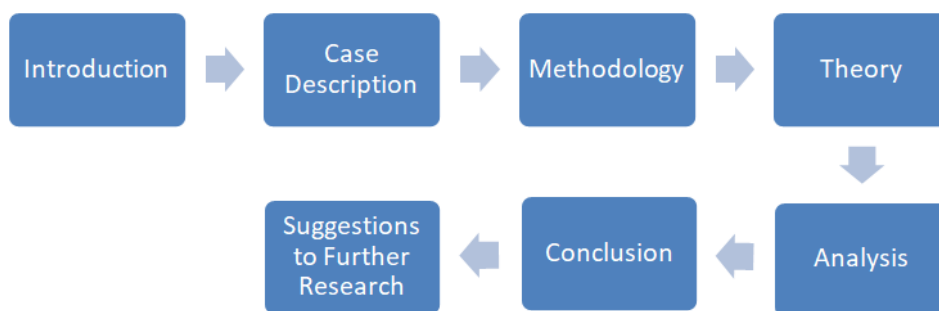 Introduction
Case
Description
Methodology
Theory
Analysis
Conclusion
Suggestions
to Further
Research